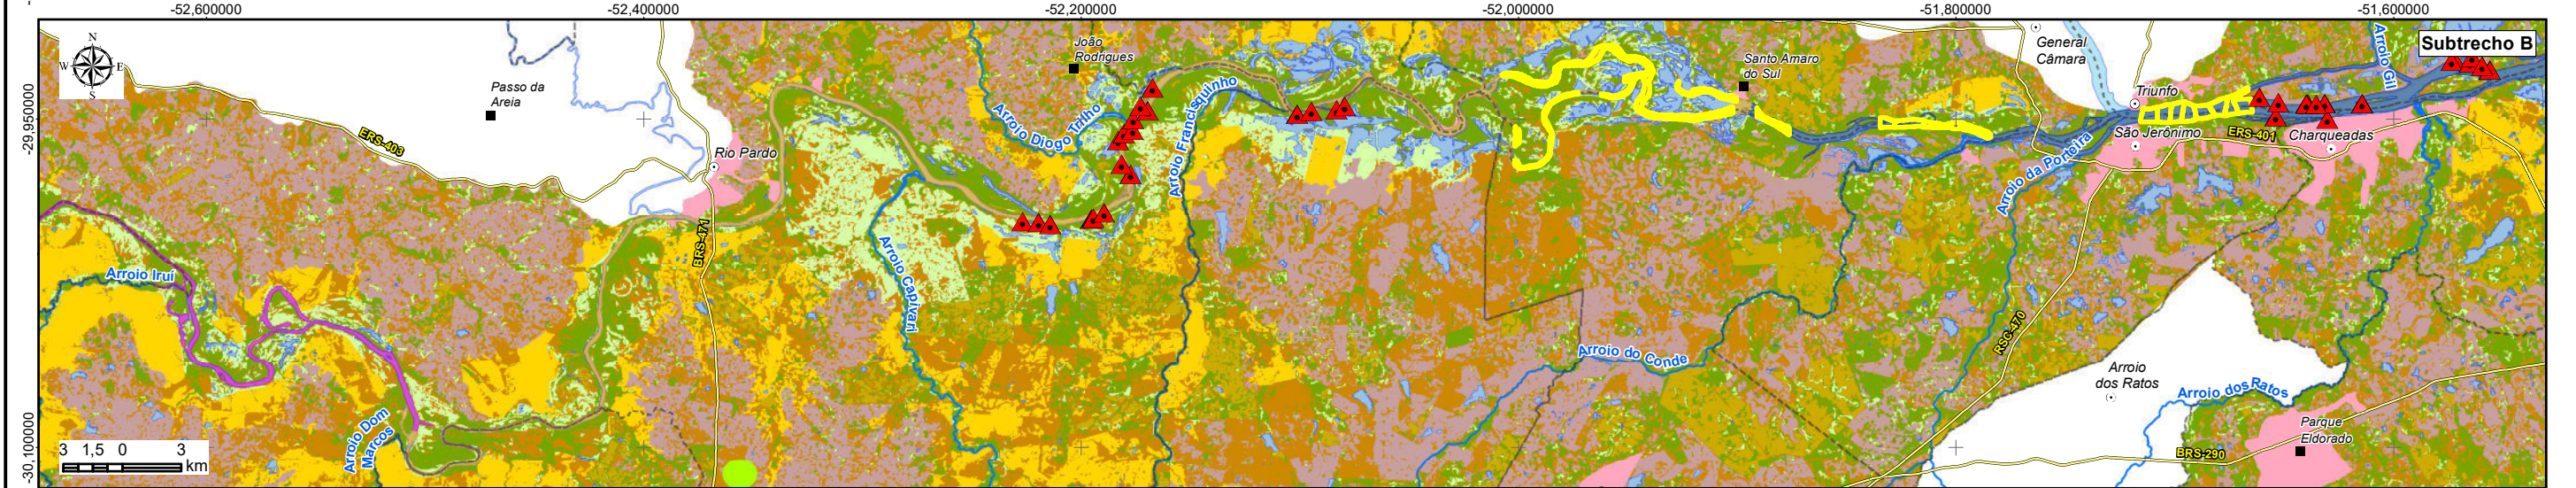 -52,600000
-52,400000
-52,200000
-52,000000
-51,800000
-51,600000
Subtrecho B
N
W E
S
-29,950000
-30,100000
Passo da
Areia
ERS-403
Rio Pardo
BRS-471
Arroio Iruí
Arroio Dom
Marcos
João
Rodrigues
Arroio Diogo Trilho
Arroio Francisquinho
Arroio Capivari
Santo Amaro
do Sul
General
Câmara
Triunfo
São Jerônimo
ERS-401
Charqueadas
Arroio Gil
Arroio da Porteira
RSC-470
Arroio do Conde
Arroio
dos Ratos
Arroio dos Ratos
Parque
Eldorado
BRS-290
3 1,5 0 3
km